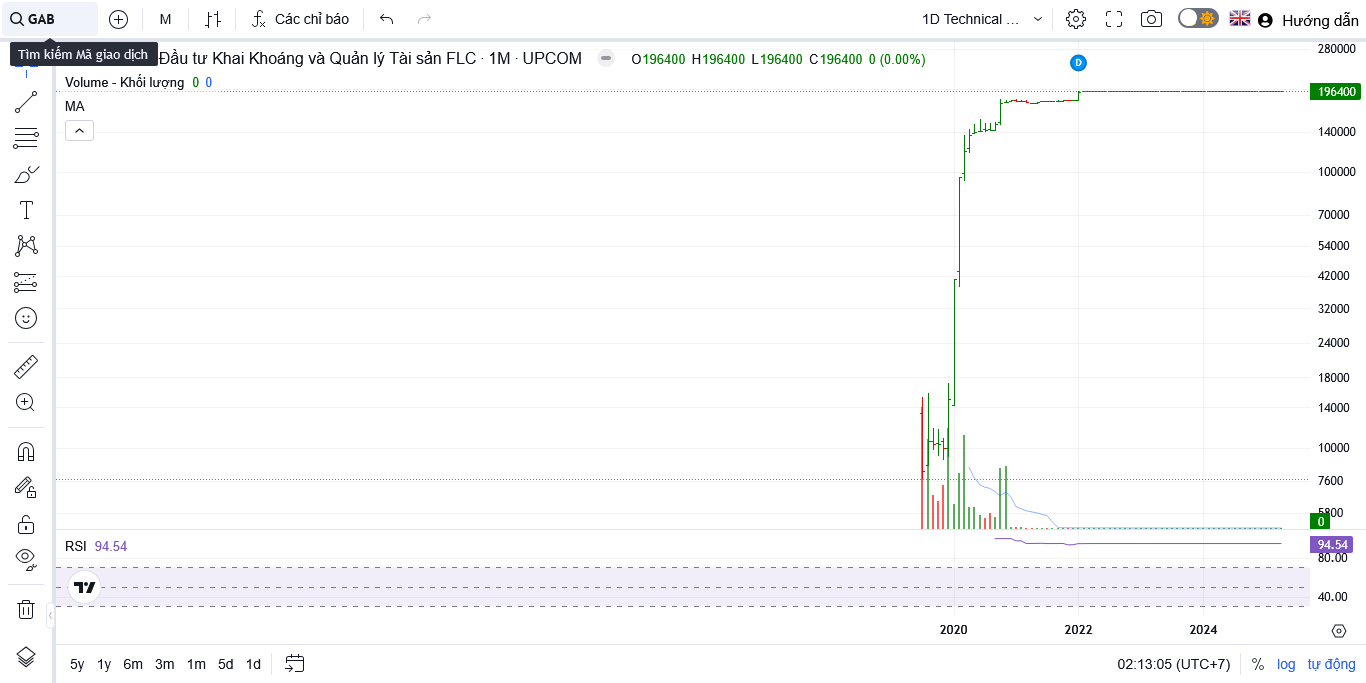 GAB
M
Các chỉ báo
1D Technical ...
Hướng dẫn
Tìm kiếm Mã giao dịch
Đầu tư Khai Khoáng và Quản lý Tài sản FLC · 1M · UPCOM
O196400 H196400 L196400 C196400 0 (0.00%)
Volume - Khối lượng 0 0
MA
D
280000
196400
140000
100000
70000
54000
42000
32000
24000
18000
14000
10000
7600
5800
0
RSI 94.54
94.54
80.00
40.00
2020
2022
2024
5y 1y 6m 3m 1m 5d 1d
02:13:05 (UTC+7)
% log tự động